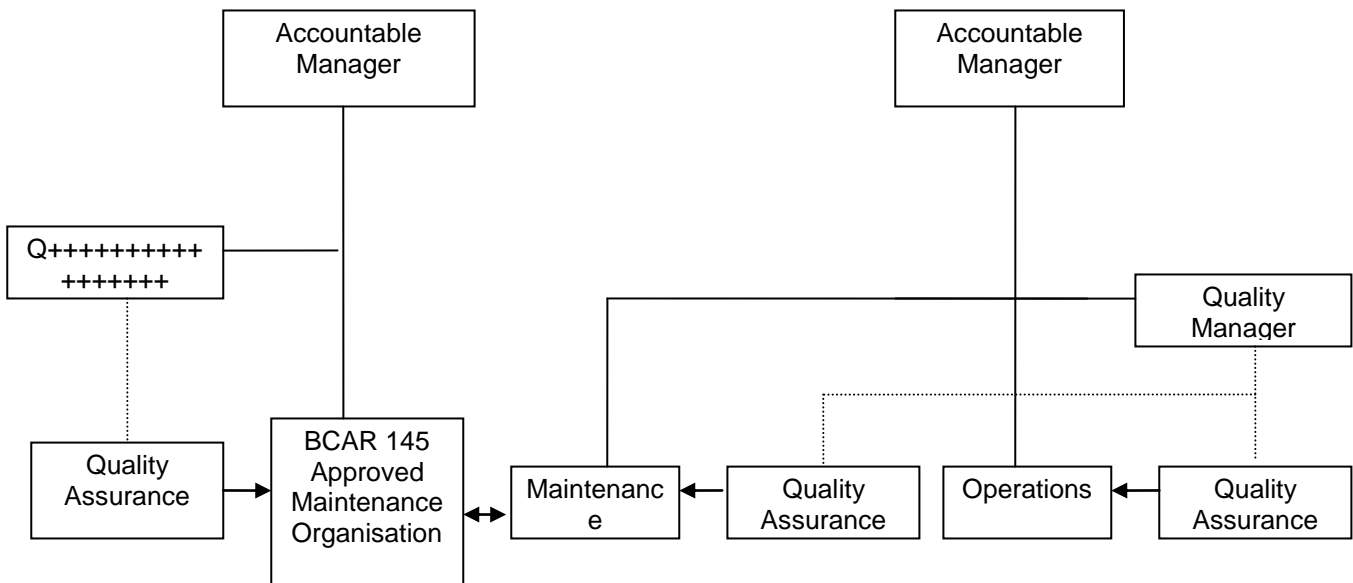 Accountable
Manager
Accountable
Manager
Q++++++++++
+++++++
Quality
Manager
Quality
Assurance
BCAR 145
Approved
Maintenance
Organisation
Maintenanc
e
Quality
Assurance
Operations
Quality
Assurance